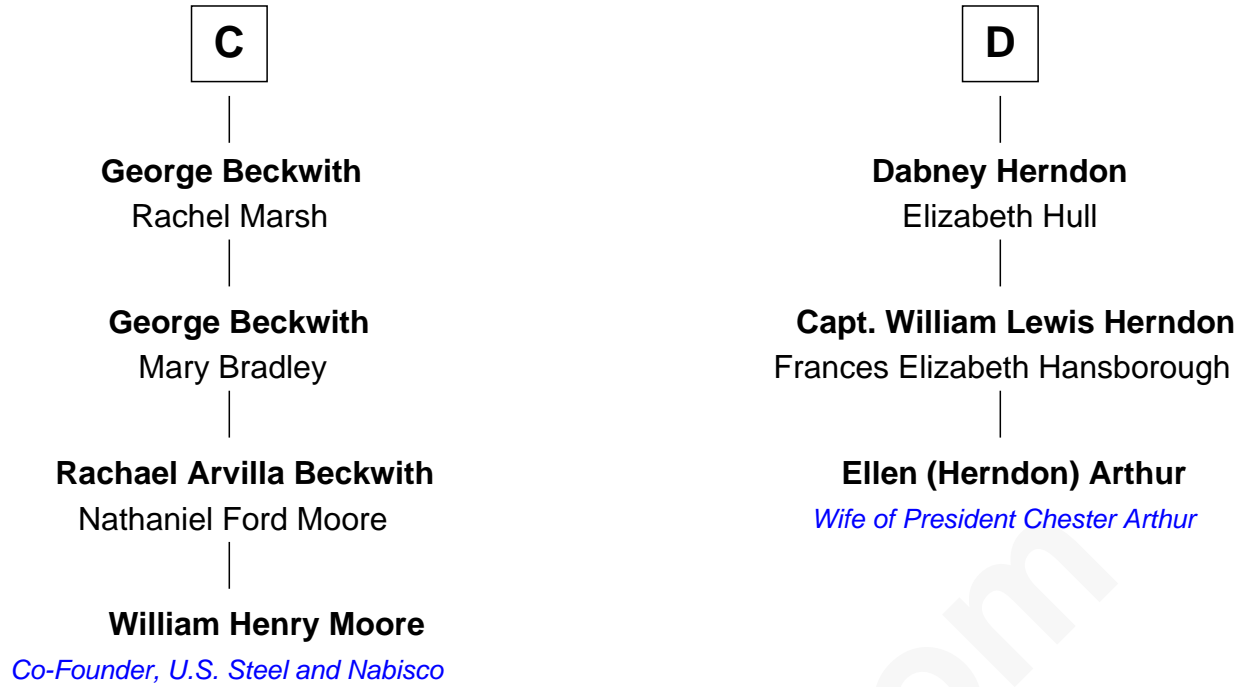 C
George Beckwith
Rachel Marsh
George Beckwith
Mary Bradley
Rachael Arvilla Beckwith
Nathaniel Ford Moore
William Henry Moore
Co-Founder, U.S. Steel and Nabisco
D
Dabney Herndon
Elizabeth Hull
Capt. William Lewis Herndon
Frances Elizabeth Hansborough
Ellen (Herndon) Arthur
Wife of President Chester Arthur
om